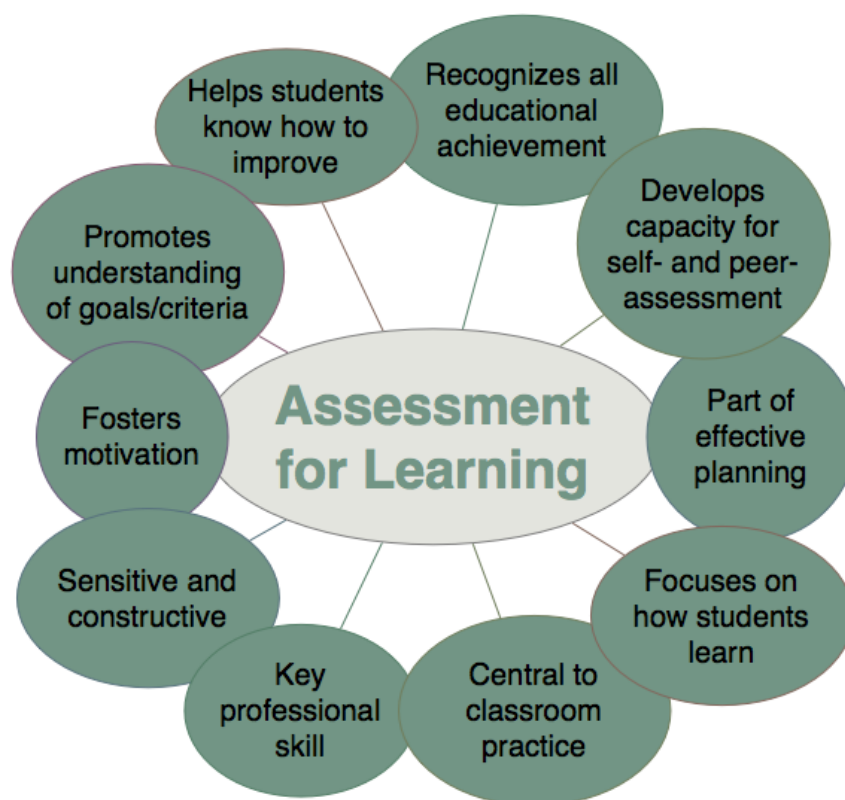 Recognizes all
educational
achievement
Develops
capacity for
self- and peer-
assessment
Part of
effective
planning
Focuses on
how students
learn
Central to
classroom
practice
Key
professional
skill
Sensitive and
constructive
Fosters
motivation
Promotes
understanding
of goals/criteria
Helps students
know how to
improve
Assessment
for Learning